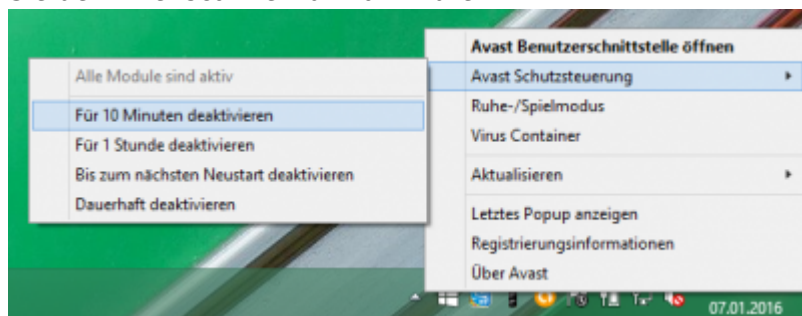 Avast Benutzerschnittstelle öffnen
Avast Schutzsteuerung
Ruhe-/Spielmodus
Virus Container
Aktualisieren
Letztes Popup anzeigen
Registrierungsinformationen
Über Avast
Alle Module sind aktiv
Für 10 Minuten deaktivieren
Für 1 Stunde deaktivieren
Bis zum nächsten Neustart deaktivieren
Dauerhaft deaktivieren
07.01.2016